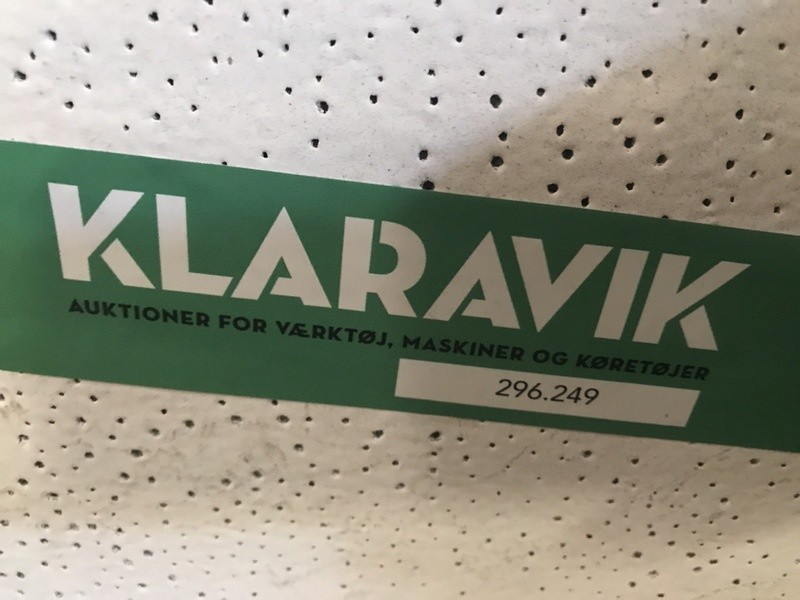 KLARAVIK
AUKTIONER FOR VÆRKTØJ, MASKINER OG KØRETØJER
296.249